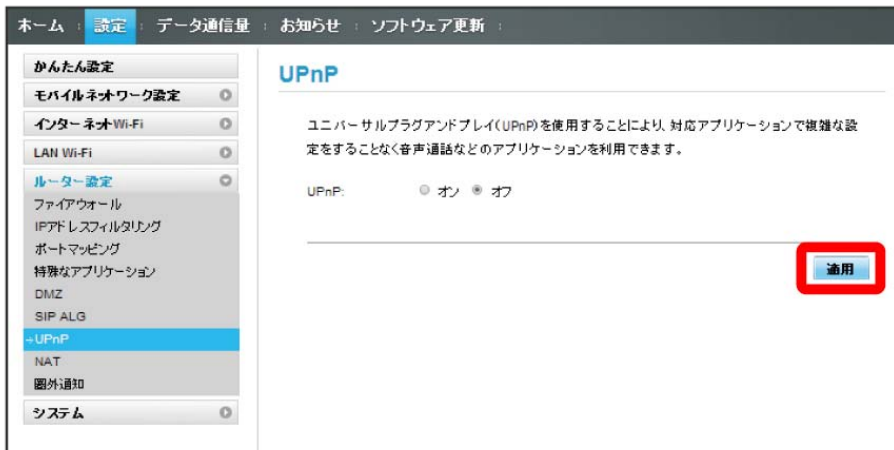 ホーム 設定 データ通信量 お知らせ ソフトウェア更新
かんたん設定
モバイルネットワーク設定
インターネットWi-Fi
LAN Wi-Fi
ルーター設定
ファイアウォール
IPアドレスフィルタリング
ポートマッピング
特殊なアプリケーション
DMZ
SIP ALG
→UPnP
NAT
圏外通知
システム
UPnP
ユニバーサルプラグアンドプレイ(UPnP)を使用することにより、対応アプリケーションで複雑な設
定をすることなく音声通話などのアプリケーションを利用できます。
UPnP: オン オフ
適用